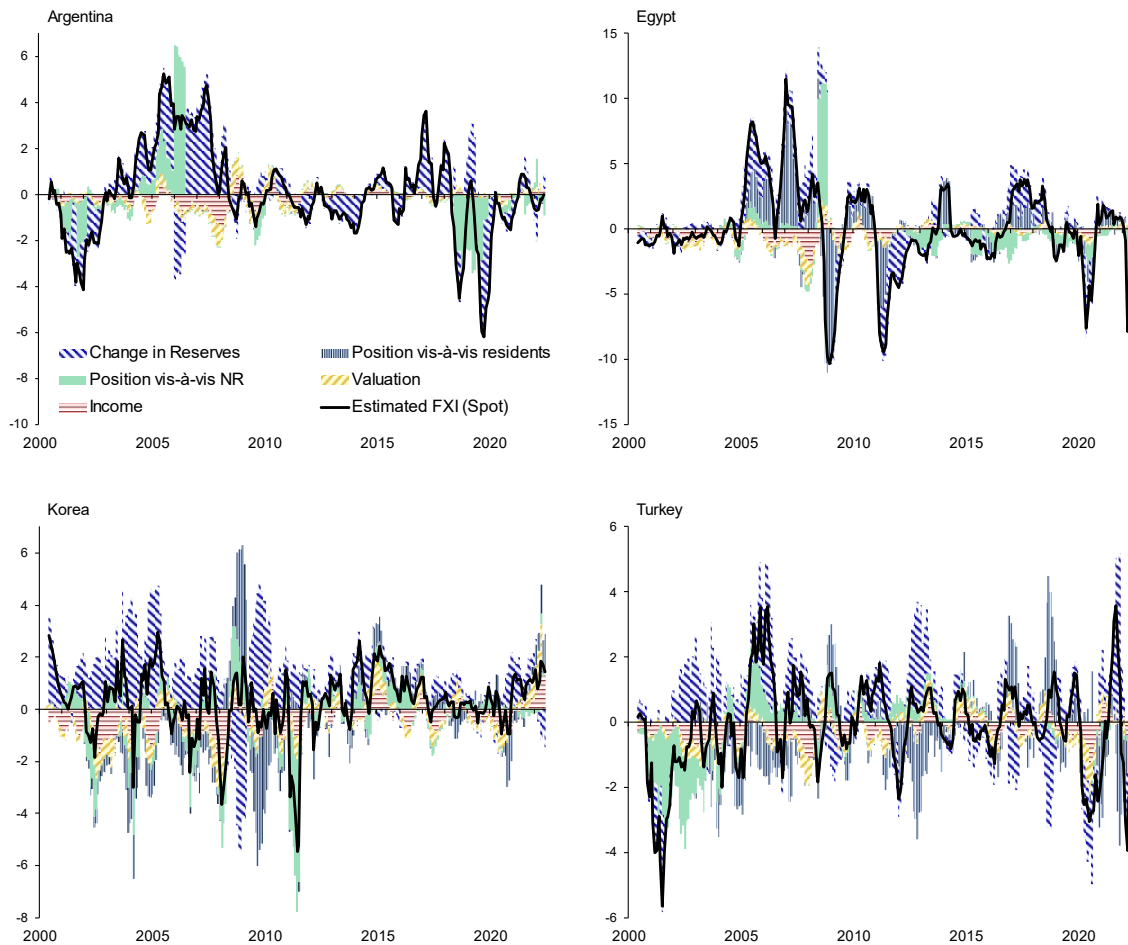 Argentina
6
4
2
0
-2
-4
-6
-8
-10
Change in Reserves
Position vis-à-vis residents
Position vis-à-vis NR
Valuation
Income
Estimated FXI (Spot)
2000 2005 2010 2015 2020
Egypt
15
10
5
0
-5
-10
-15
2000 2005 2010 2015 2020
Korea
6
4
2
0
-2
-4
-6
-8
2000 2005 2010 2015 2020
Turkey
6
4
2
0
-2
-4
-6
2000 2005 2010 2015 2020